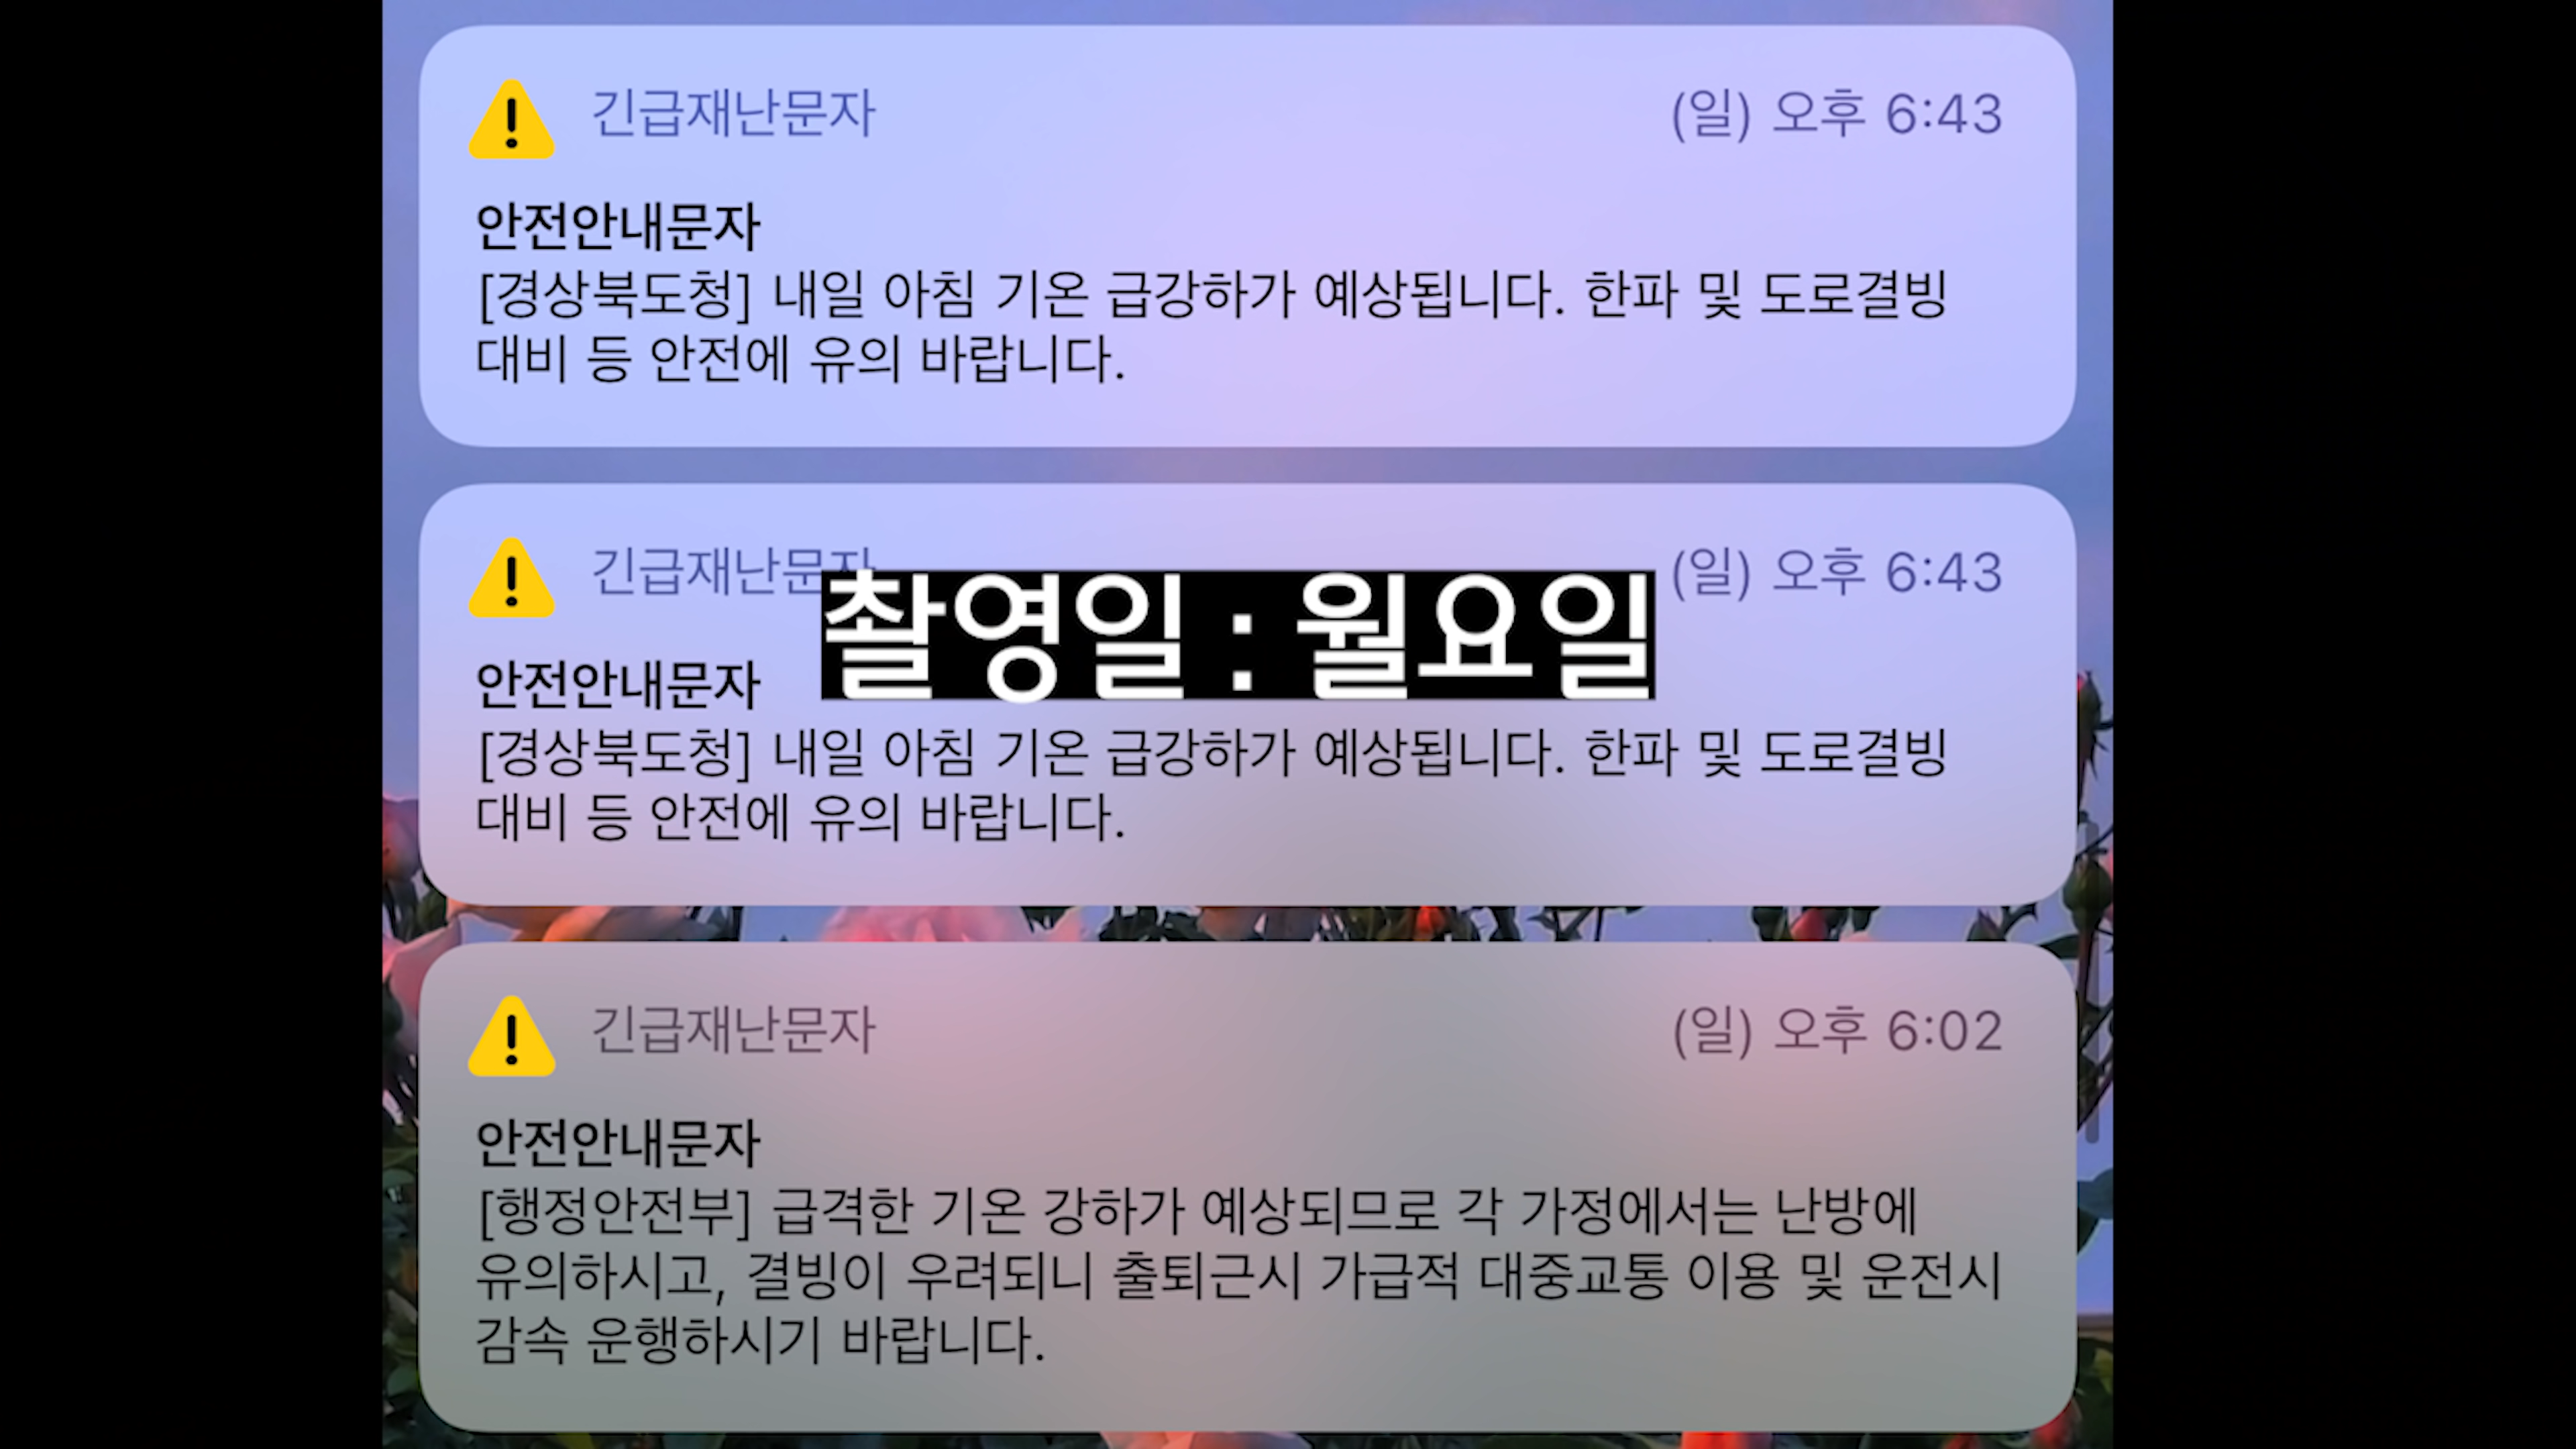 긴급재난문자 (일) 오후 6:43
안전안내문자
[경상북도청] 내일 아침 기온 급강하가 예상됩니다. 한파 및 도로결빙
대비 등 안전에 유의 바랍니다.
긴급재난문자 (일) 오후 6:43
촬영일 : 월요일
안전안내문자
[경상북도청] 내일 아침 기온 급강하가 예상됩니다. 한파 및 도로결빙
대비 등 안전에 유의 바랍니다.
긴급재난문자 (일) 오후 6:02
안전안내문자
[행정안전부] 급격한 기온 강하가 예상되므로 각 가정에서는 난방에
유의하시고, 결빙이 우려되니 출퇴근시 가급적 대중교통 이용 및 운전시
감속 운행하시기 바랍니다.